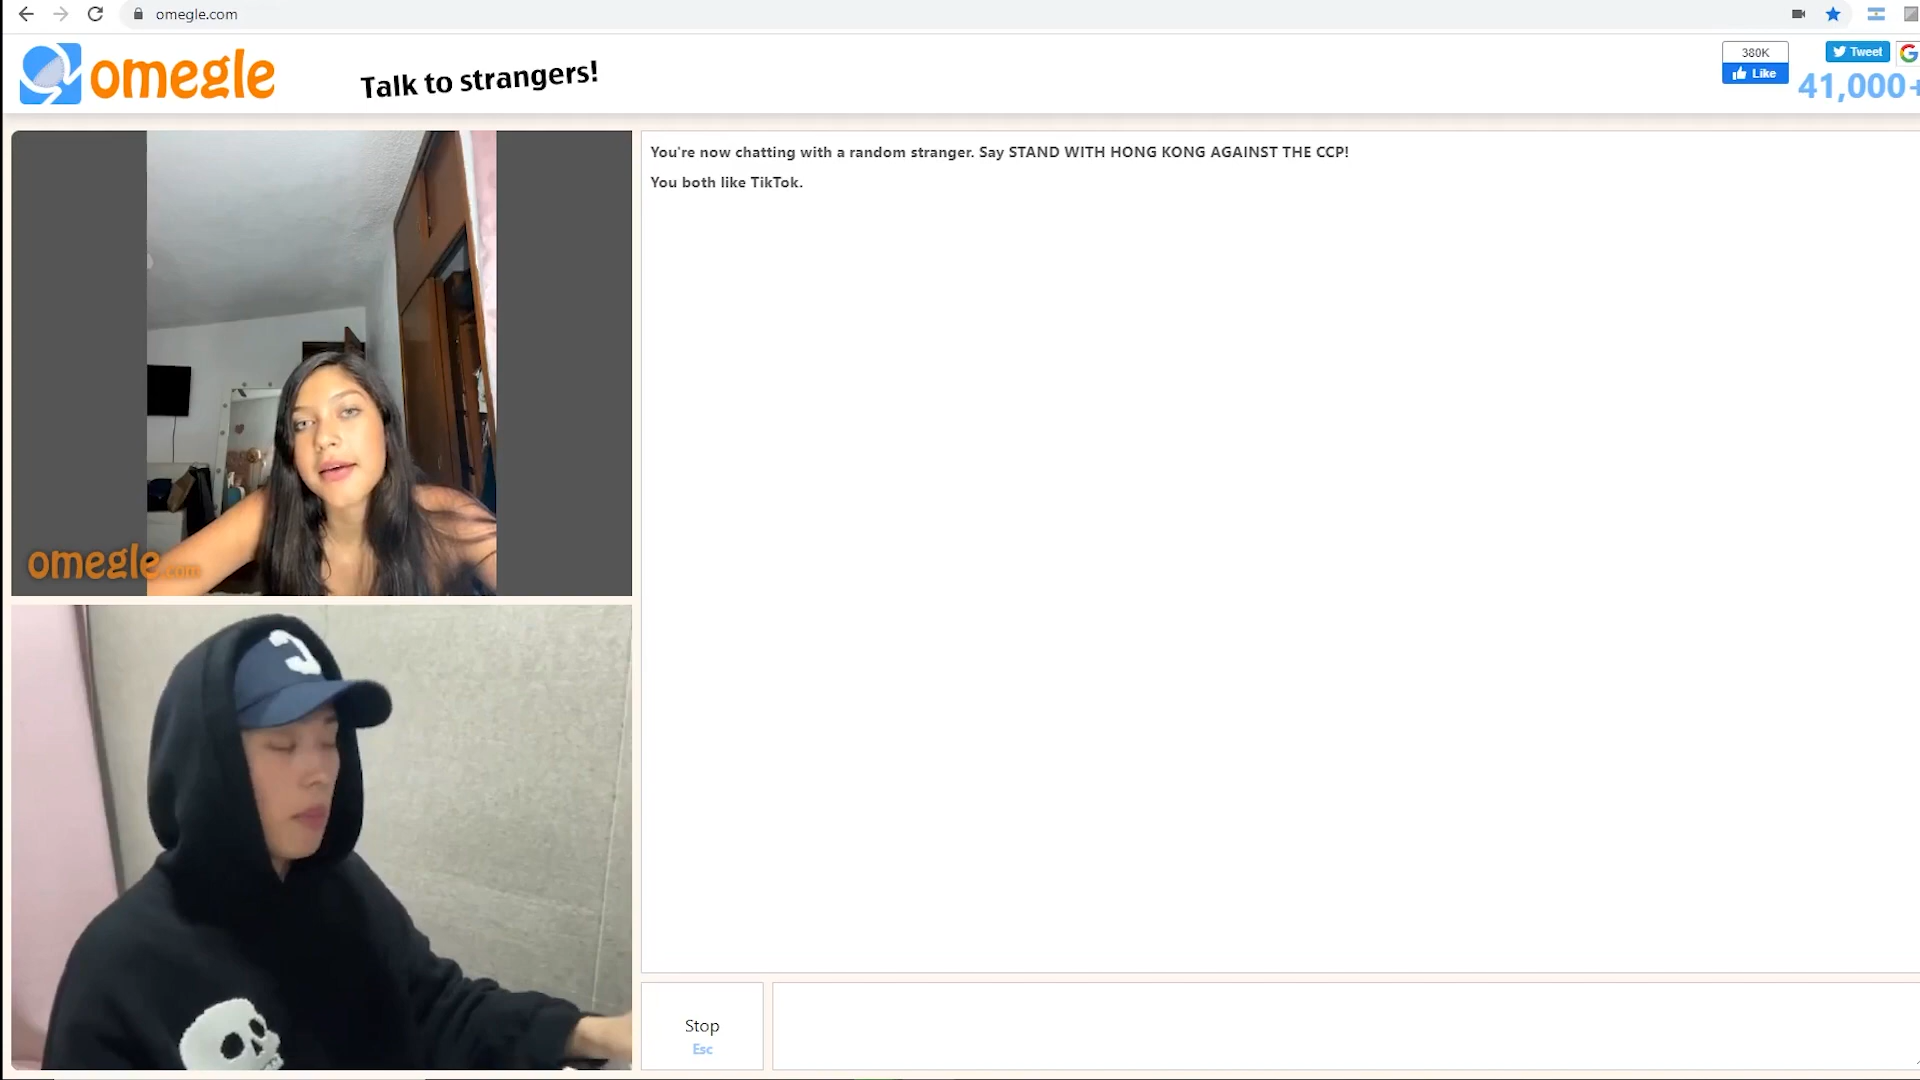 omegle.com
omegle
Talk to strangers!
380K
Like
Tweet
41,000+
You're now chatting with a random stranger. Say STAND WITH HONG KONG AGAINST THE CCP!
You both like TikTok.
omegle.com
3
Stop
Esc